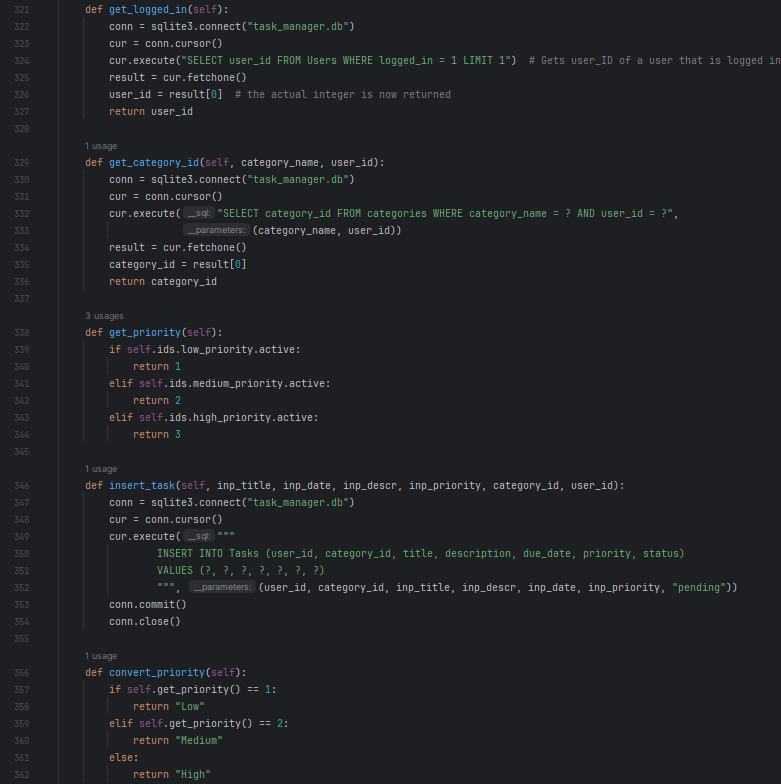 321 def get_logged_in(self):
322 conn = sqlite3.connect("task_manager.db")
323 cur = conn.cursor()
324 cur.execute("SELECT user_id FROM Users WHERE logged_in = 1 LIMIT 1")  # Gets user_ID of a user that is logged in
325 result = cur.fetchone()
326 user_id = result[0]  # the actual integer is now returned
327 return user_id
328
1 usage
329 def get_category_id(self, category_name, user_id):
330 conn = sqlite3.connect("task_manager.db")
331 cur = conn.cursor()
332 cur.execute( __sql: "SELECT category_id FROM categories WHERE category_name = ? AND user_id = ?",
333 __parameters: (category_name, user_id))
334 result = cur.fetchone()
335 category_id = result[0]
336 return category_id
337
3 usages
338 def get_priority(self):
339 if self.ids.low_priority.active:
340 return 1
341 elif self.ids.medium_priority.active:
342 return 2
343 elif self.ids.high_priority.active:
344 return 3
345
1 usage
346 def insert_task(self, inp_title, inp_date, inp_descr, inp_priority, category_id, user_id):
347 conn = sqlite3.connect("task_manager.db")
348 cur = conn.cursor()
349 cur.execute( __sql: """
350 INSERT INTO Tasks (user_id, category_id, title, description, due_date, priority, status)
351 VALUES (?, ?, ?, ?, ?, ?, ?)
352 """, __parameters: (user_id, category_id, inp_title, inp_descr, inp_date, inp_priority, "pending"))
353 conn.commit()
354 conn.close()
355
1 usage
356 def convert_priority(self):
357 if self.get_priority() == 1:
358 return "Low"
359 elif self.get_priority() == 2:
360 return "Medium"
361 else:
362 return "High"